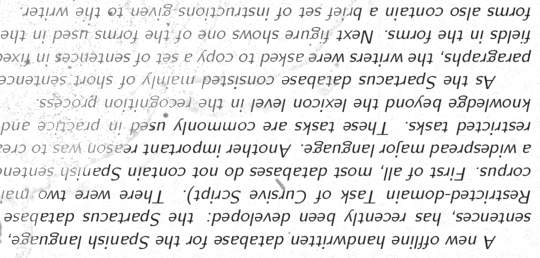 A new offline handwritten database for the Spanish language,
sentences, has recently been developed: the Spartacus database
Restricted-domain Task of Cursive Script). There were two mai
corpus. First of all, most databases do not contain Spanish senten
a widespread major language. Another important reason was to crea
restricted tasks. These tasks are commonly used in practice and
knowledge beyond the lexicon level in the recognition process.
As the Spartacus database consisted mainly of short sentence
paragraphs, the writers were asked to copy a set of sentences in fixe
fields in the forms. Next figure shows one of the forms used in the
forms also contain a brief set of instructions given to the writer.